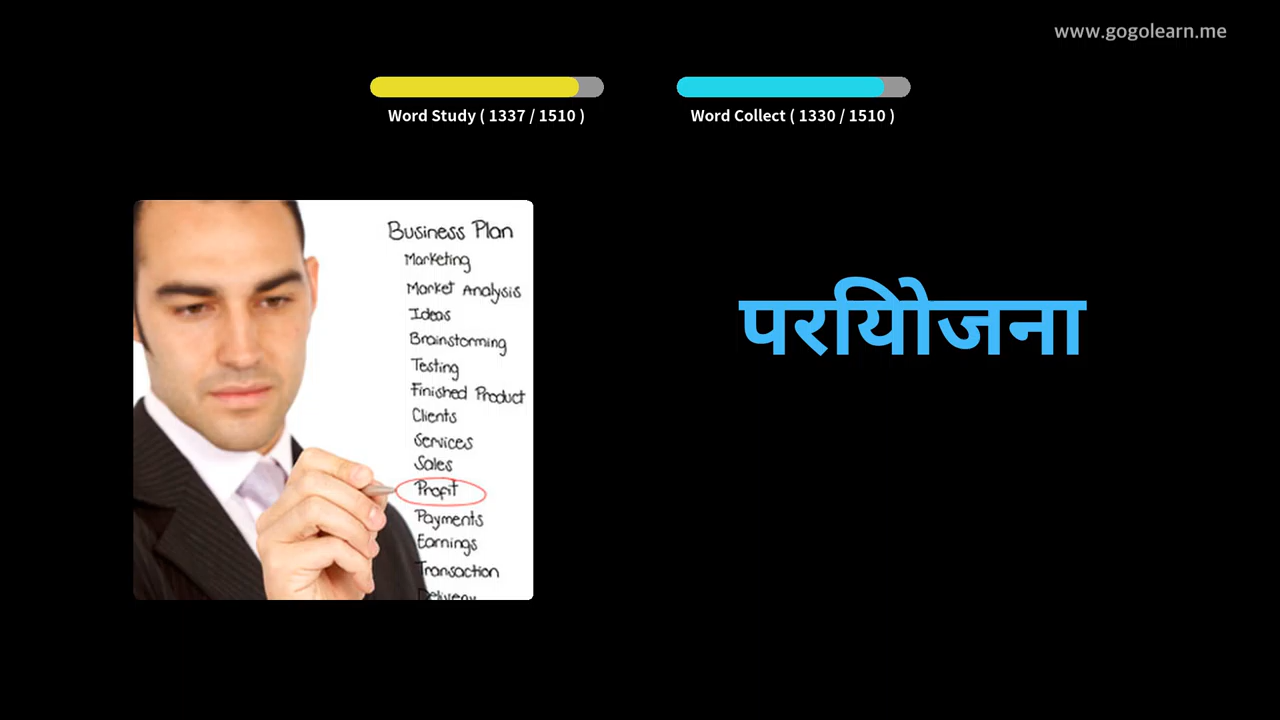 www.gogolearn.me
Word Study ( 1337 / 1510 )
Word Collect ( 1330 / 1510 )
Business Plan
Marketing
Market Analysis
Ideas
Brainstorming
Testing
Finished Product
Clients
Services
Sales
Profit
Payments
Earnings
Transaction
Delivery
परियोजना